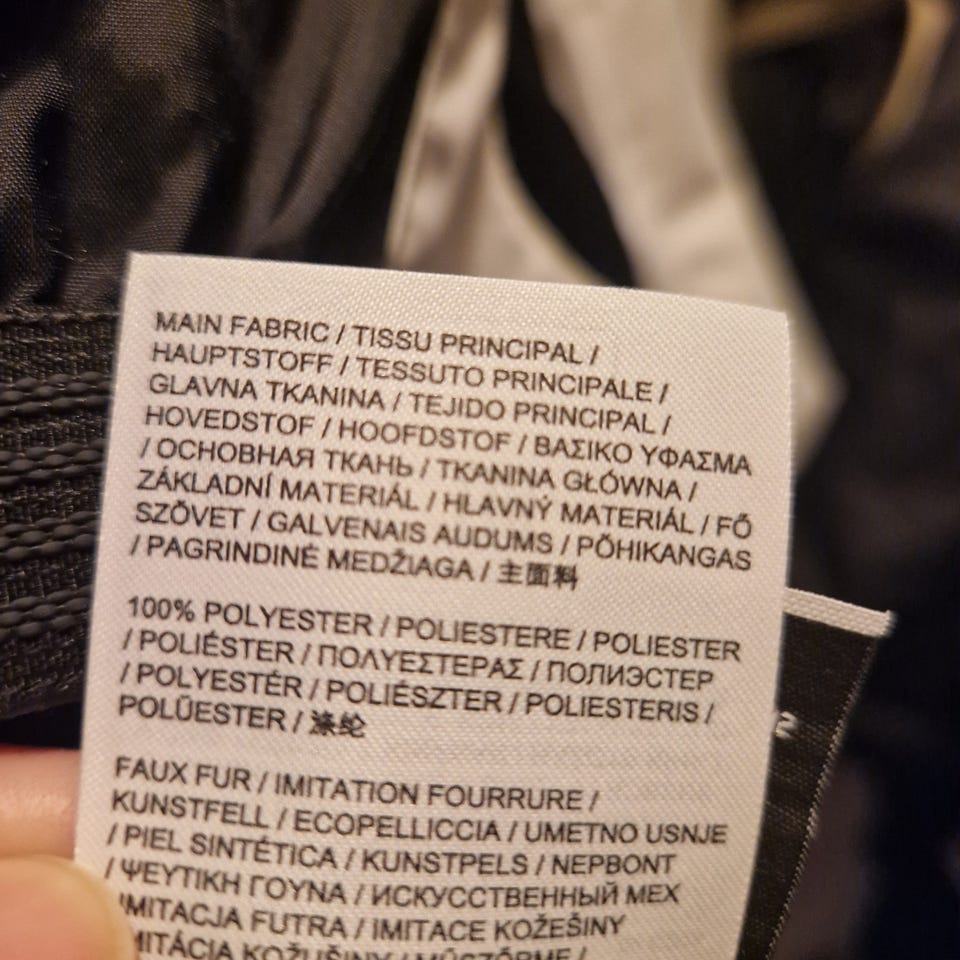 MAIN FABRIC / TISSU PRINCIPAL /
HAUPTSTOFF / TESSUTO PRINCIPALE /
GLAVNA TKANINA / TEJIDO PRINCIPAL /
HOVEDSTOF / HOOFDSTOF / ΒΑΣΙΚΟ ΥΦΑΣΜΑ
/ ОСНОВНАЯ ТКАНЬ / TKANINA GŁÓWNA /
ZÁKLADNÍ MATERIÁL / HLAVNÝ MATERIÁL / FŐ
SZÖVET / GALVENAIS AUDUMS / PÕHIKANGAS
/ PAGRINDINĖ MEDŽIAGA / 主面料
100% POLYESTER / POLIESTERE / POLIESTER
/ POLIÉSTER / ΠΟΛΥΕΣΤΕΡΑΣ / ПОЛИЭСТЕР
/ POLYESTÉR / POLIÉSZTER / POLIESTERIS /
POLÜESTER / 涤纶
FAUX FUR / IMITATION FOURRURE /
KUNSTFELL / ECOPELLICCIA / UMETNO USNJE
/ PIEL SINTÉTICA / KUNSTPELS / NEPBONT
/ ΨΕΥΤΙΚΗ ΓΟΥΝΑ / ИСКУССТВЕННЫЙ МЕХ
IMITACJA FUTRA / IMITACE KOŽEŠINY
IMITÁCIA KOŽUŠINY / MŰSZŐRME /